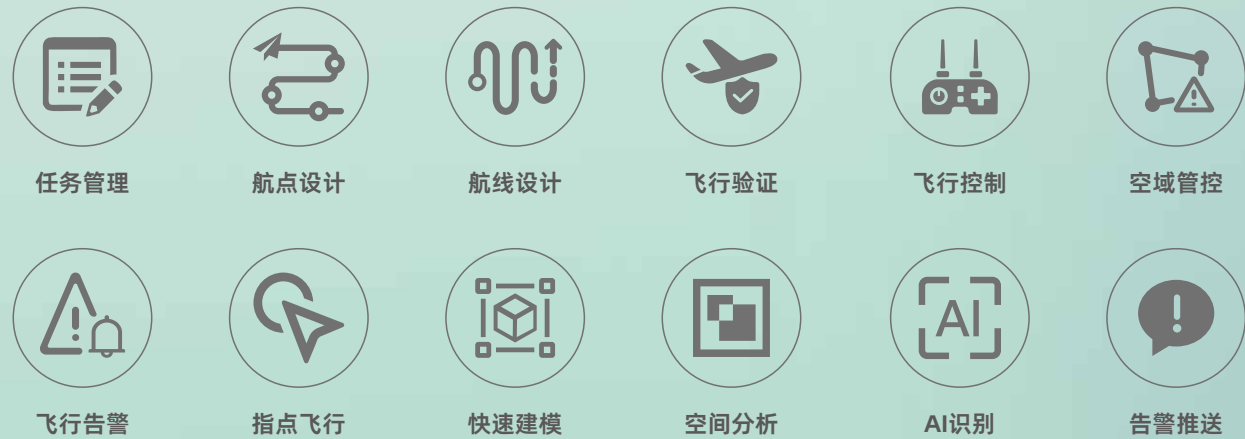 任务管理 航点设计 航线设计 飞行验证 飞行控制 空域管控
AI
飞行告警 指点飞行 快速建模 空间分析 AI识别 告警推送